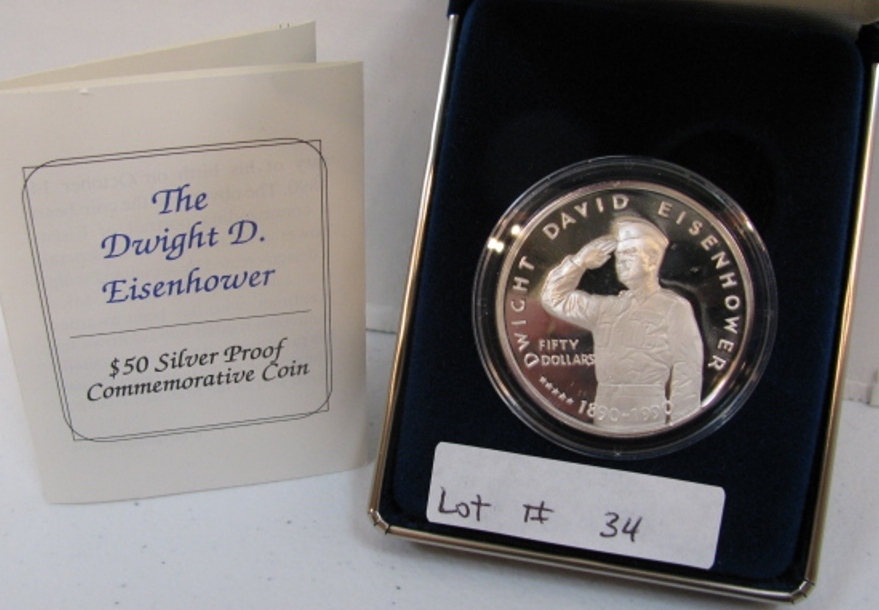 The
Dwight D.
Eisenhower
$50 Silver Proof
Commemorative Coin
DWIGHT DAVID EISENHOWER
FIFTY
DOLLARS
1890-1990
Lot # 34